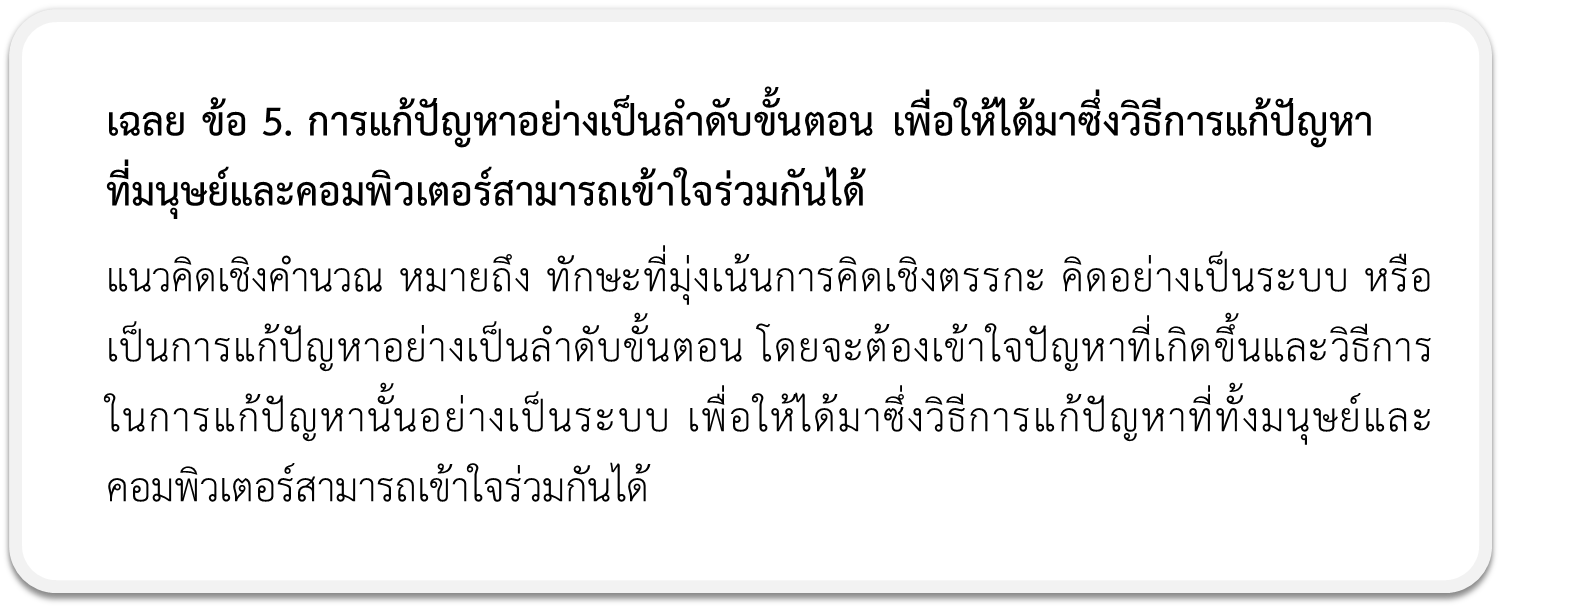 เฉลย ข้อ 5. การแก้ปัญหาอย่างเป็นลำดับขั้นตอน เพื่อให้ได้มาซึ่งวิธีการแก้ปัญหา
ที่มนุษย์และคอมพิวเตอร์สามารถเข้าใจร่วมกันได้
แนวคิดเชิงคำนวณ หมายถึง ทักษะที่มุ่งเน้นการคิดเชิงตรรกะ คิดอย่างเป็นระบบ หรือ
เป็นการแก้ปัญหาอย่างเป็นลำดับขั้นตอน โดยจะต้องเข้าใจปัญหาที่เกิดขึ้นและวิธีการ
ในการแก้ปัญหานั้นอย่างเป็นระบบ เพื่อให้ได้มาซึ่งวิธีการแก้ปัญหาที่ทั้งมนุษย์และ
คอมพิวเตอร์สามารถเข้าใจร่วมกันได้